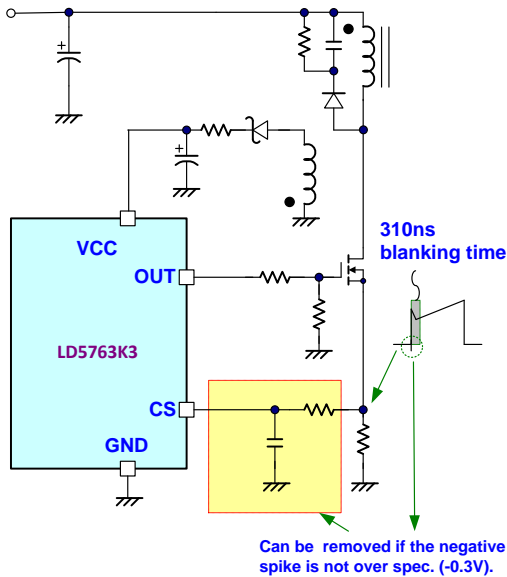 310ns
blanking time
VCC
OUT
LD5763K3
CS
GND
Can be removed if the negative
spike is not over spec. (-0.3V).